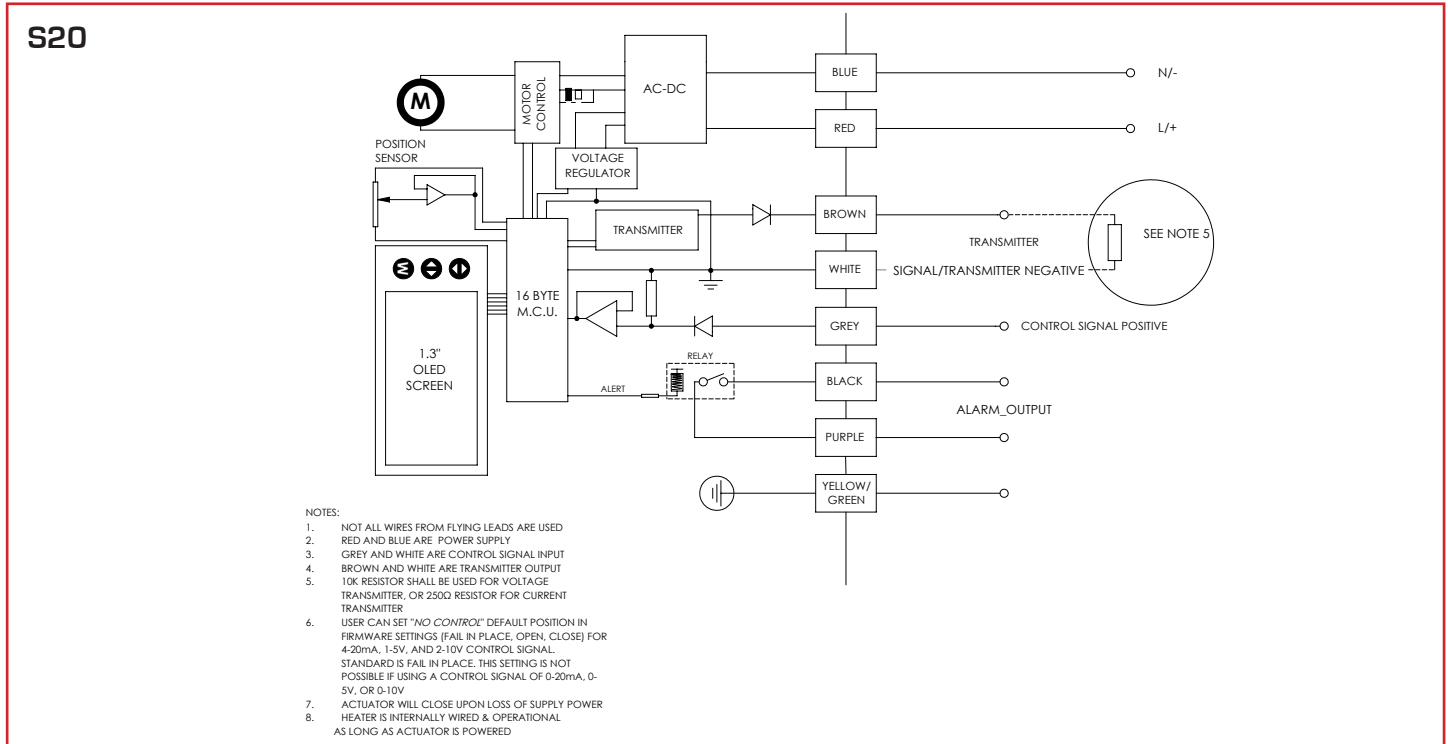 S20
M
POSITION
SENSOR
MOTOR
CONTROL
AC-DC
VOLTAGE
REGULATOR
TRANSMITTER
1.3"
OLED
SCREEN
16 BYTE
M.C.U.
RELAY
ALERT
BLUE
N/-
RED
L/+
BROWN
TRANSMITTER
SEE NOTE 5
WHITE
SIGNAL/TRANSMITTER NEGATIVE
GREY
CONTROL SIGNAL POSITIVE
BLACK
ALARM_OUTPUT
PURPLE
YELLOW/
GREEN
M
NOTES:
1. NOT ALL WIRES FROM FLYING LEADS ARE USED
2. RED AND BLUE ARE POWER SUPPLY
3. GREY AND WHITE ARE CONTROL SIGNAL INPUT
4. BROWN AND WHITE ARE TRANSMITTER OUTPUT
5. 10K RESISTOR SHALL BE USED FOR VOLTAGE
TRANSMITTER, OR 250Ω RESISTOR FOR CURRENT
TRANSMITTER
6. USER CAN SET "NO CONTROL" DEFAULT POSITION IN
FIRMWARE SETTINGS (FAIL IN PLACE, OPEN, CLOSE) FOR
4-20mA, 1-5V, AND 2-10V CONTROL SIGNAL.
STANDARD IS FAIL IN PLACE. THIS SETTING IS NOT
POSSIBLE IF USING A CONTROL SIGNAL OF 0-20mA, 0-
5V, OR 0-10V
7. ACTUATOR WILL CLOSE UPON LOSS OF SUPPLY POWER
8. HEATER IS INTERNALLY WIRED & OPERATIONAL
AS LONG AS ACTUATOR IS POWERED